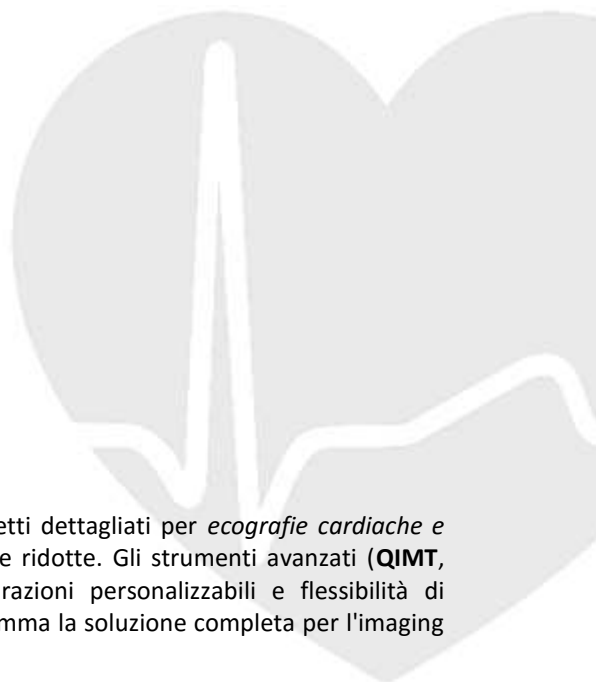 etti dettagliati per ecografie cardiache e
e ridotte. Gli strumenti avanzati (QIMT,
razioni personalizzabili e flessibilità di
mma la soluzione completa per l'imaging